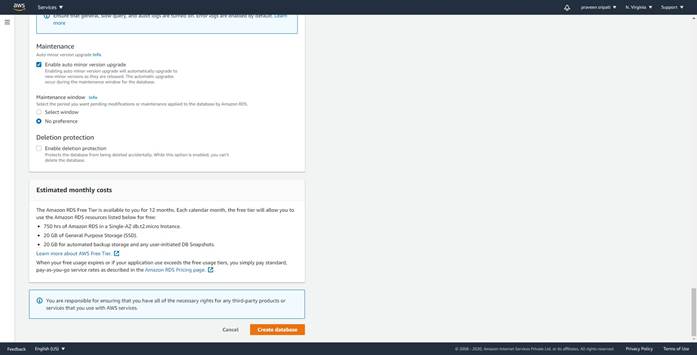 aws
Services
praveen sripati
N. Virginia
Support
Ensure that general, slow query, and audit logs are turned on. Error logs are enabled by default. Learn
more
Maintenance
Auto minor version upgrade Info
Enable auto minor version upgrade
Enabling auto minor version upgrade will automatically upgrade to
new minor versions as they are released. The automatic upgrades
occur during the maintenance window for the database.
Maintenance window Info
Select the period you want pending modifications or maintenance applied to the database by Amazon RDS.
Select window
No preference
Deletion protection
Enable deletion protection
Protects the database from being deleted accidentally. While this option is enabled, you can't
delete the database.
Estimated monthly costs
The Amazon RDS Free Tier is available to you for 12 months. Each calendar month, the free tier will allow you to
use the Amazon RDS resources listed below for free:
• 750 hrs of Amazon RDS in a Single-AZ db.t2.micro Instance.
• 20 GB of General Purpose Storage (SSD).
• 20 GB for automated backup storage and any user-initiated DB Snapshots.
Learn more about AWS Free Tier.
When your free usage expires or if your application use exceeds the free usage tiers, you simply pay standard,
pay-as-you-go service rates as described in the Amazon RDS Pricing page.
You are responsible for ensuring that you have all of the necessary rights for any third-party products or
services that you use with AWS services.
Cancel
Create database
Feedback
English (US)
© 2008 - 2020, Amazon Internet Services Private Ltd. or its affiliates. All rights reserved.
Privacy Policy
Terms of Use